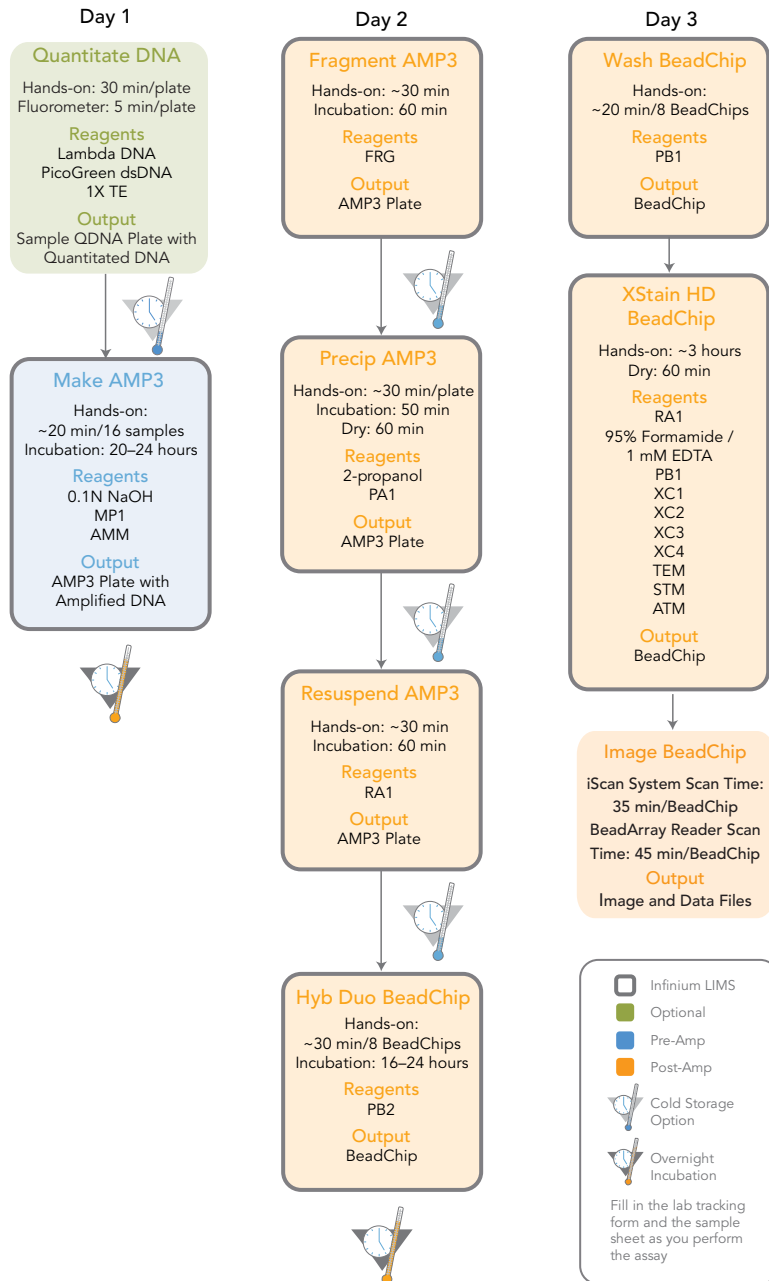 Day 1
Quantitate DNA
Hands-on: 30 min/plate
Fluorometer: 5 min/plate
Reagents
Lambda DNA
PicoGreen dsDNA
1X TE
Output
Sample QDNA Plate with
Quantitated DNA
Make AMP3
Hands-on:
~20 min/16 samples
Incubation: 20–24 hours
Reagents
0.1N NaOH
MP1
AMM
Output
AMP3 Plate with
Amplified DNA
Day 2
Fragment AMP3
Hands-on: ~30 min
Incubation: 60 min
Reagents
FRG
Output
AMP3 Plate
Precip AMP3
Hands-on: ~30 min/plate
Incubation: 50 min
Dry: 60 min
Reagents
2-propanol
PA1
Output
AMP3 Plate
Resuspend AMP3
Hands-on: ~30 min
Incubation: 60 min
Reagents
RA1
Output
AMP3 Plate
Hyb Duo BeadChip
Hands-on:
~30 min/8 BeadChips
Incubation: 16–24 hours
Reagents
PB2
Output
BeadChip
Day 3
Wash BeadChip
Hands-on:
~20 min/8 BeadChips
Reagents
PB1
Output
BeadChip
XStain HD
BeadChip
Hands-on: ~3 hours
Dry: 60 min
Reagents
RA1
95% Formamide /
1 mM EDTA
PB1
XC1
XC2
XC3
XC4
TEM
STM
ATM
Output
BeadChip
Image BeadChip
iScan System Scan Time:
35 min/BeadChip
BeadArray Reader Scan
Time: 45 min/BeadChip
Output
Image and Data Files
Infinium LIMS
Optional
Pre-Amp
Post-Amp
Cold Storage
Option
Overnight
Incubation
Fill in the lab tracking
form and the sample
sheet as you perform
the assay